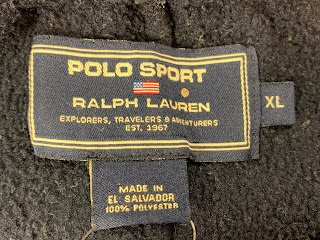 POLO SPORT
RALPH LAUREN
EXPLORERS, TRAVELERS & ADVENTURERS
EST. 1967
XL
MADE IN
EL SALVADOR
100% POLYESTER